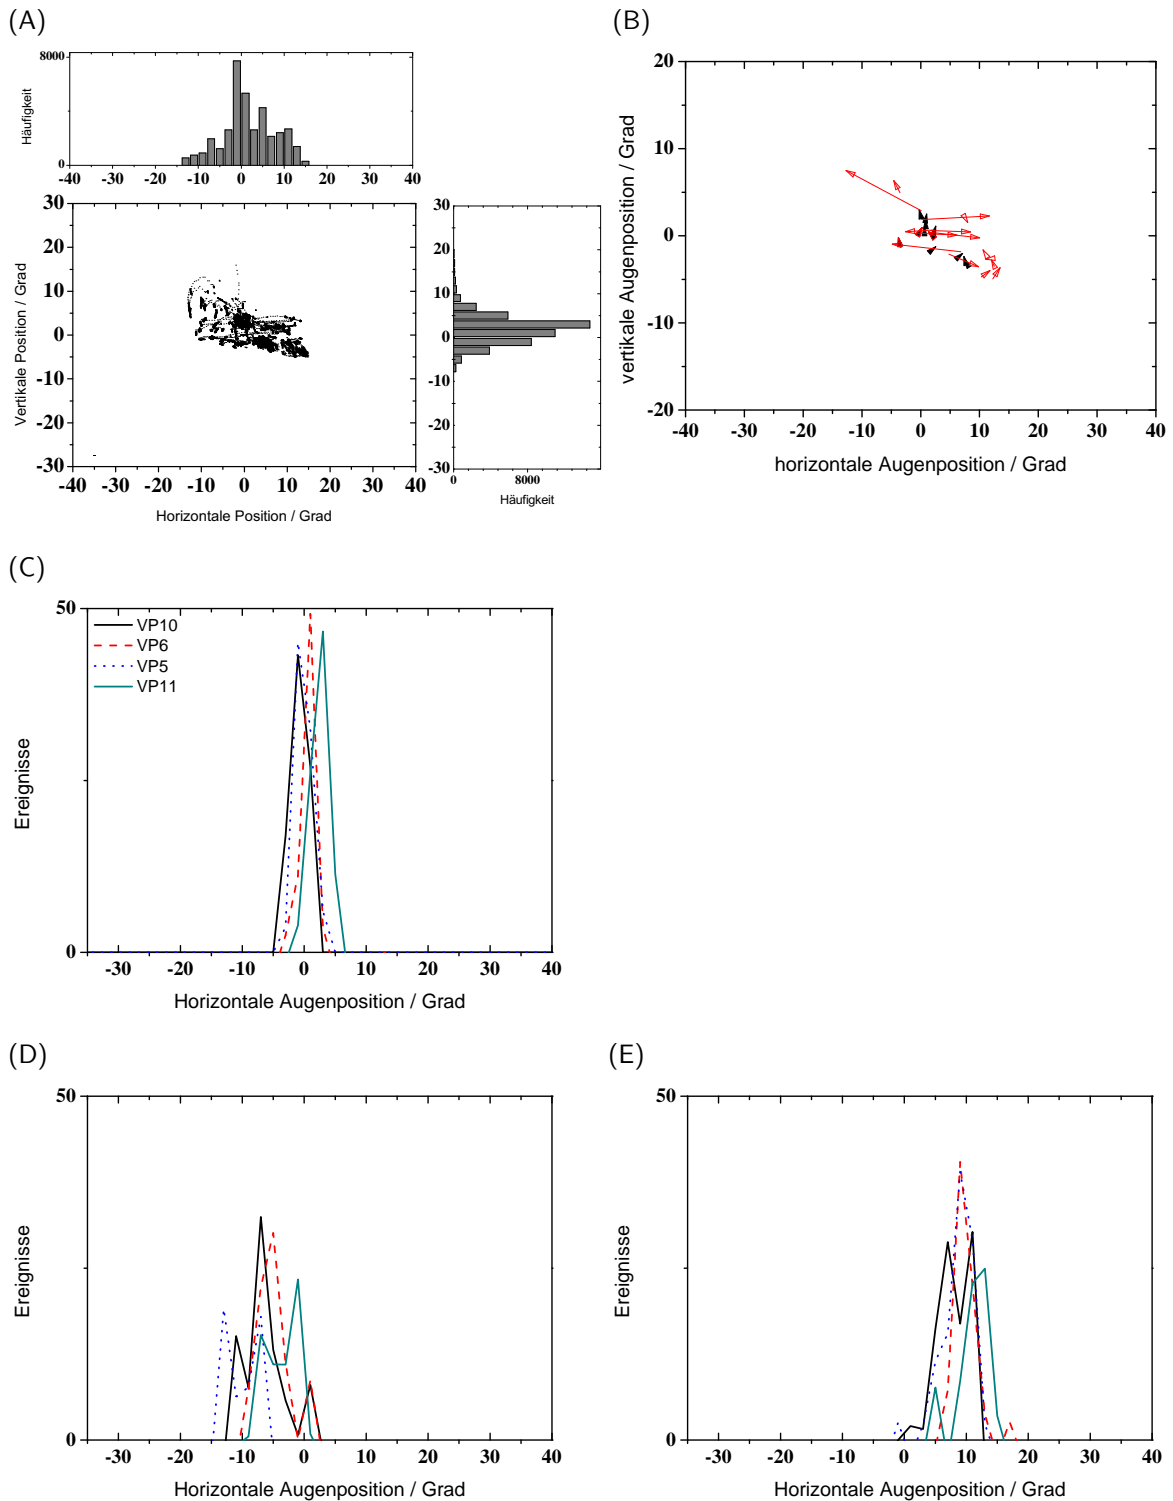 (A)
8000
Häufigkeit
0
-40 -30 -20 -10 0 10 20 30 40
30
20
10
0
-10
-20
-30
Vertikale Position / Grad
-40 -30 -20 -10 0 10 20 30 40
Horizontale Position / Grad
30
20
10
0
-10
-20
-30
0 8000
Häufigkeit
(B)
20
10
0
-10
-20
vertikale Augenposition / Grad
-40 -30 -20 -10 0 10 20 30 40
horizontale Augenposition / Grad
(C)
50
VP10
VP6
VP5
VP11
Ereignisse
0
-30 -20 -10 0 10 20 30 40
Horizontale Augenposition / Grad
(D)
50
Ereignisse
0
-30 -20 -10 0 10 20 30 40
Horizontale Augenposition / Grad
(E)
50
Ereignisse
0
-30 -20 -10 0 10 20 30 40
Horizontale Augenposition / Grad